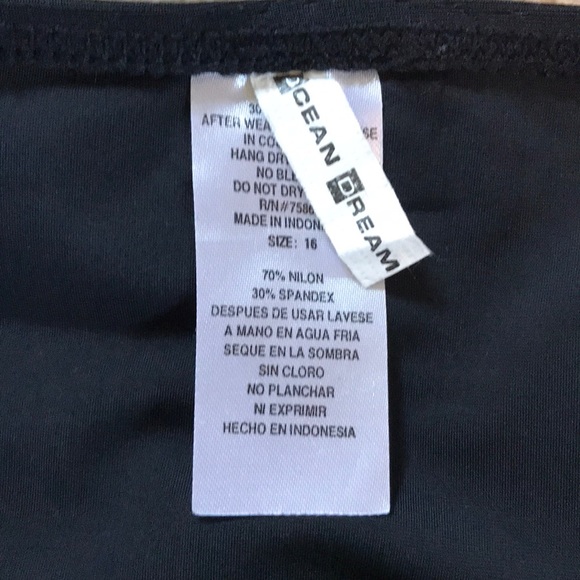 OCEAN DREAM
AFTER
IN
HANG
NO
DO NOT DRY
MADE IN
SIZE: 16
70% NILON
30% SPANDEX
DESPUES DE USAR LAVESE
A MANO EN AGUA FRIA
SEQUE EN LA SOMBRA
SIN CLORO
NO PLANCHAR
NI EXPRIMIR
HECHO EN INDONESIA